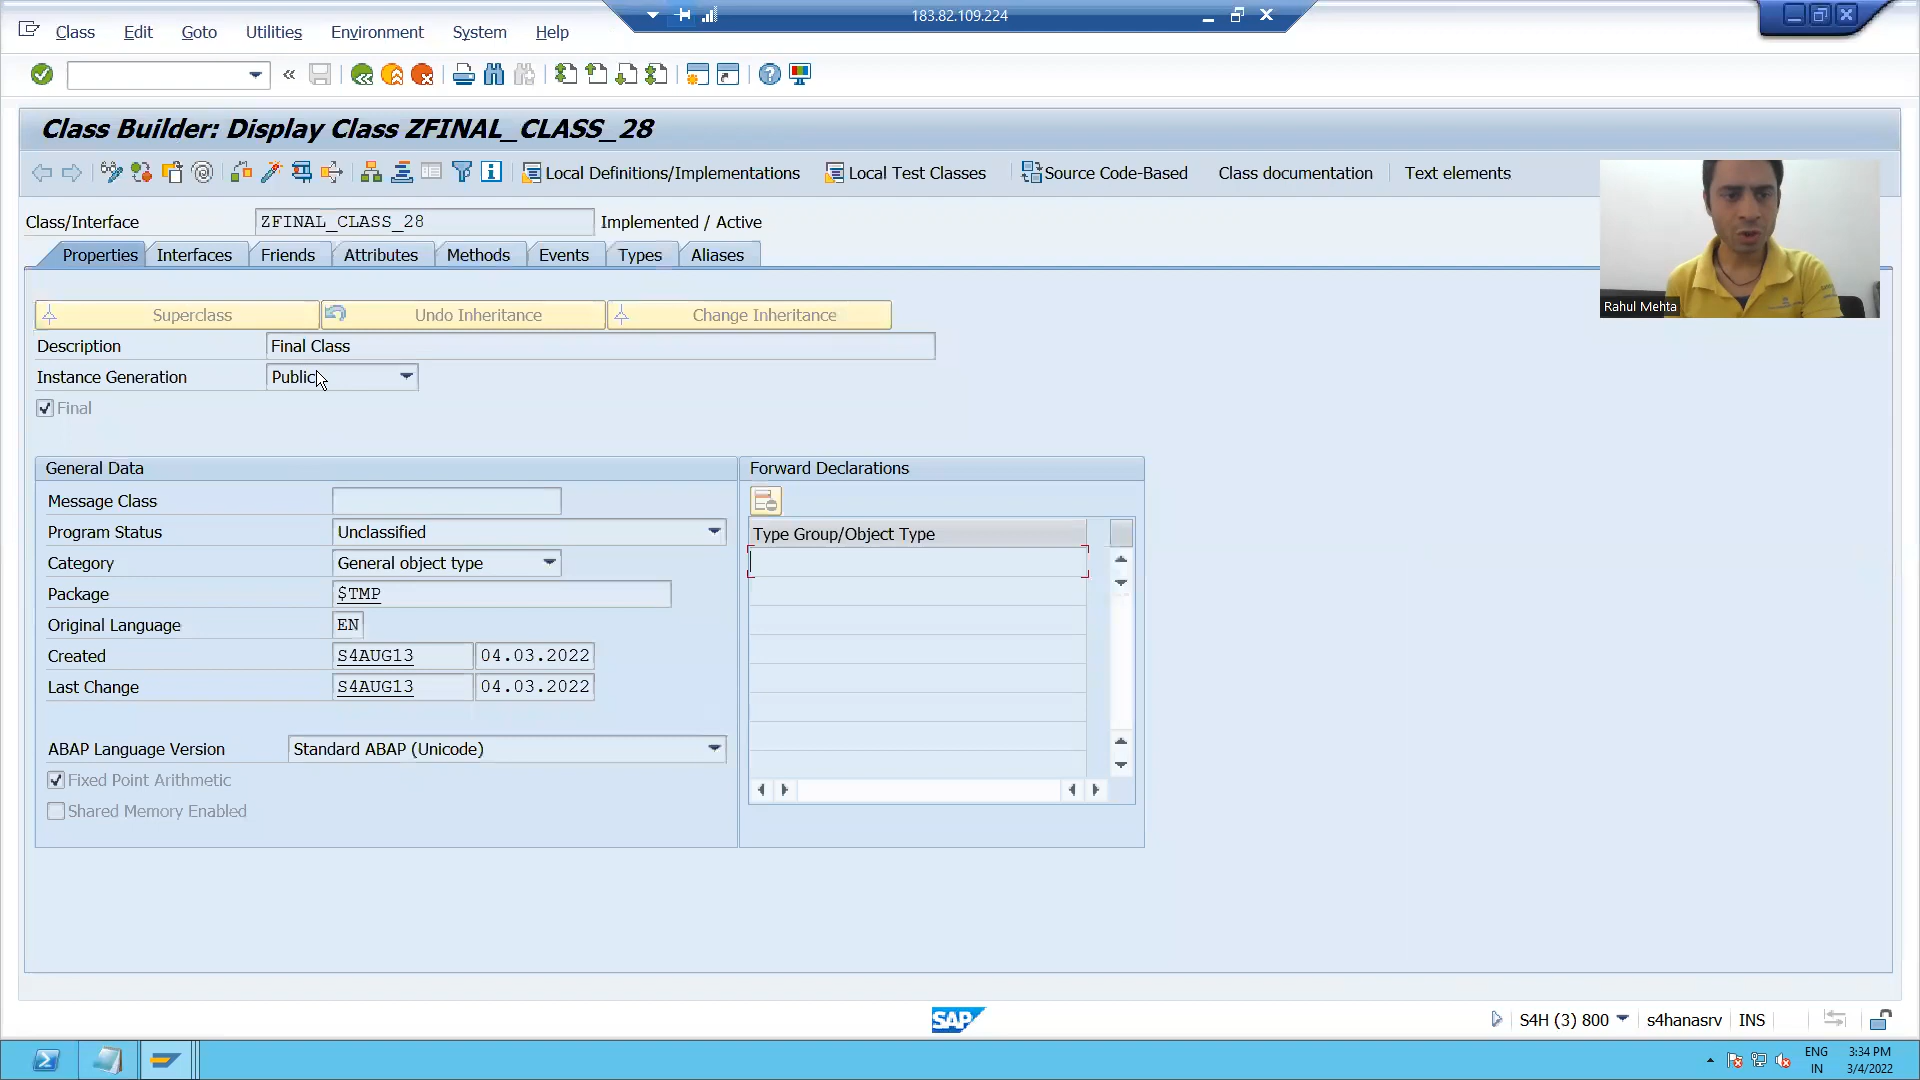 183.82.109.224
Class Edit Goto Utilities Environment System Help
Class Builder: Display Class ZFINAL_CLASS_28
Local Definitions/Implementations Local Test Classes Source Code-Based Class documentation Text elements
Class/Interface ZFINAL_CLASS_28 Implemented / Active
Properties Interfaces Friends Attributes Methods Events Types Aliases
Superclass Undo Inheritance Change Inheritance
Rahul Mehta
Description Final Class
Instance Generation Public
Final
General Data
Forward Declarations
Message Class
Type Group/Object Type
Program Status Unclassified
Category General object type
Package $TMP
Original Language EN
Created S4AUG13 04.03.2022
Last Change S4AUG13 04.03.2022
ABAP Language Version Standard ABAP (Unicode)
Fixed Point Arithmetic
Shared Memory Enabled
SAP
S4H (3) 800 s4hanasrv INS
ENG 3:34 PM
IN 3/4/2022